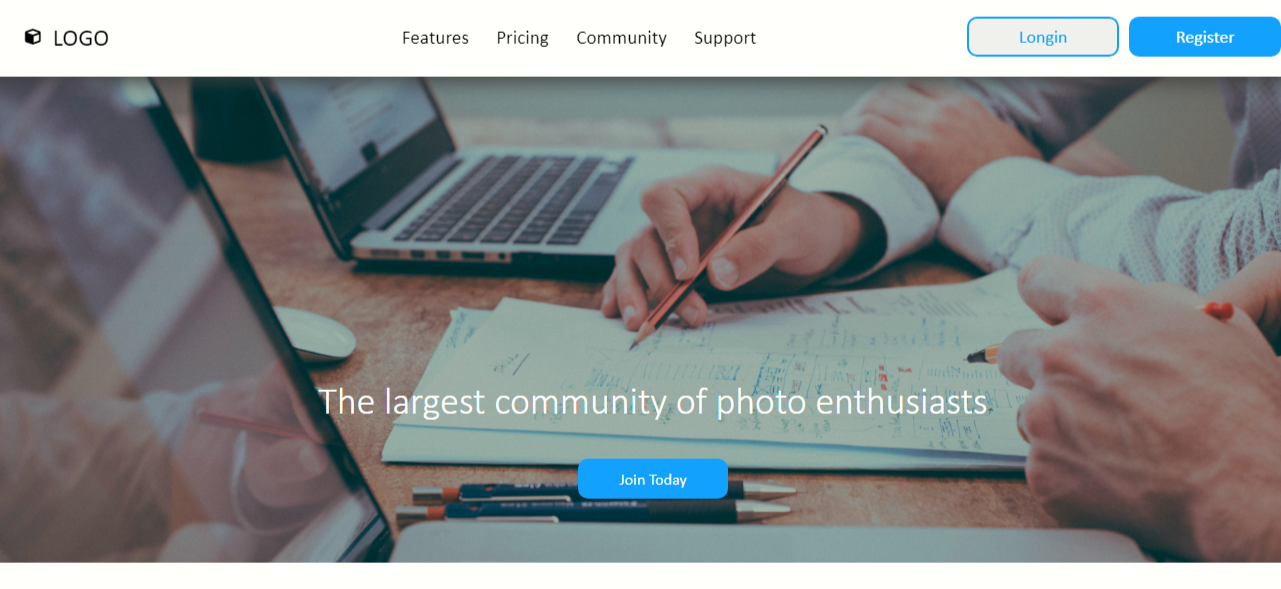 LOGO Features Pricing Community Support Longin Register
The largest community of photo enthusiasts
Join Today